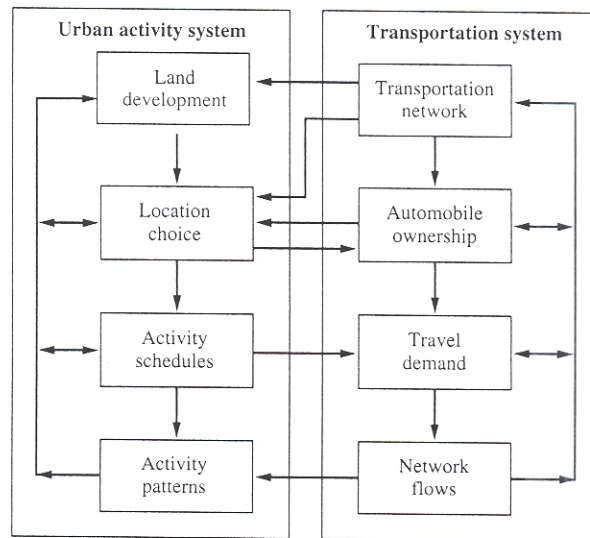 Urban activity system
Land
development
Location
choice
Activity
schedules
Activity
patterns
Transportation system
Transportation
network
Automobile
ownership
Travel
demand
Network
flows